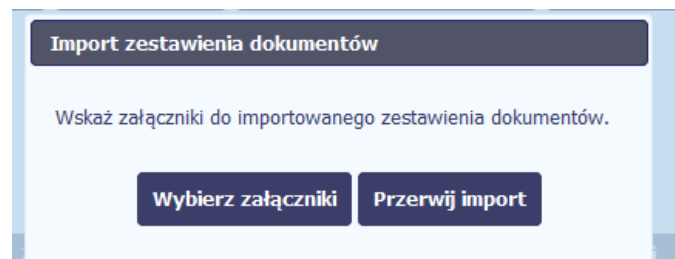 Import zestawienia dokumentów
Wskaż załączniki do importowanego zestawienia dokumentów.
Wybierz załączniki
Przerwij import